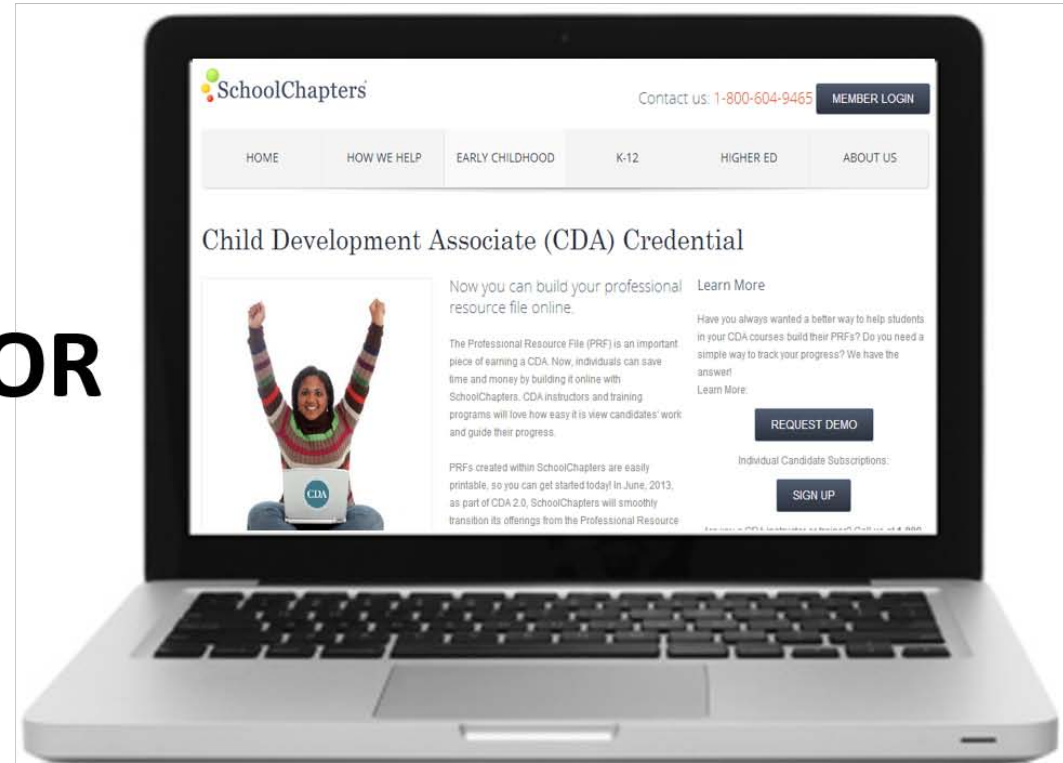 SchoolChapters
Contact us: 1-800-604-9465 MEMBER LOGIN
HOME HOW WE HELP EARLY CHILDHOOD K-12 HIGHER ED ABOUT US
Child Development Associate (CDA) Credential
OR
CDA
Now you can build your professional
resource file online.
The Professional Resource File (PRF) is an important
piece of earning a CDA. Now, individuals can save
time and money by building it online with
SchoolChapters. CDA instructors and training
programs will love how easy it is view candidates' work
and guide their progress.
PRFs created within SchoolChapters are easily
printable, so you can get started today! In June, 2013,
as part of CDA 2.0, SchoolChapters will smoothly
transition its offerings from the Professional Resource
Learn More
Have you always wanted a better way to help students
in your CDA courses build their PRFs? Do you need a
simple way to track your progress? We have the
answer!
Learn More:
REQUEST DEMO
Individual Candidate Subscriptions:
SIGN UP